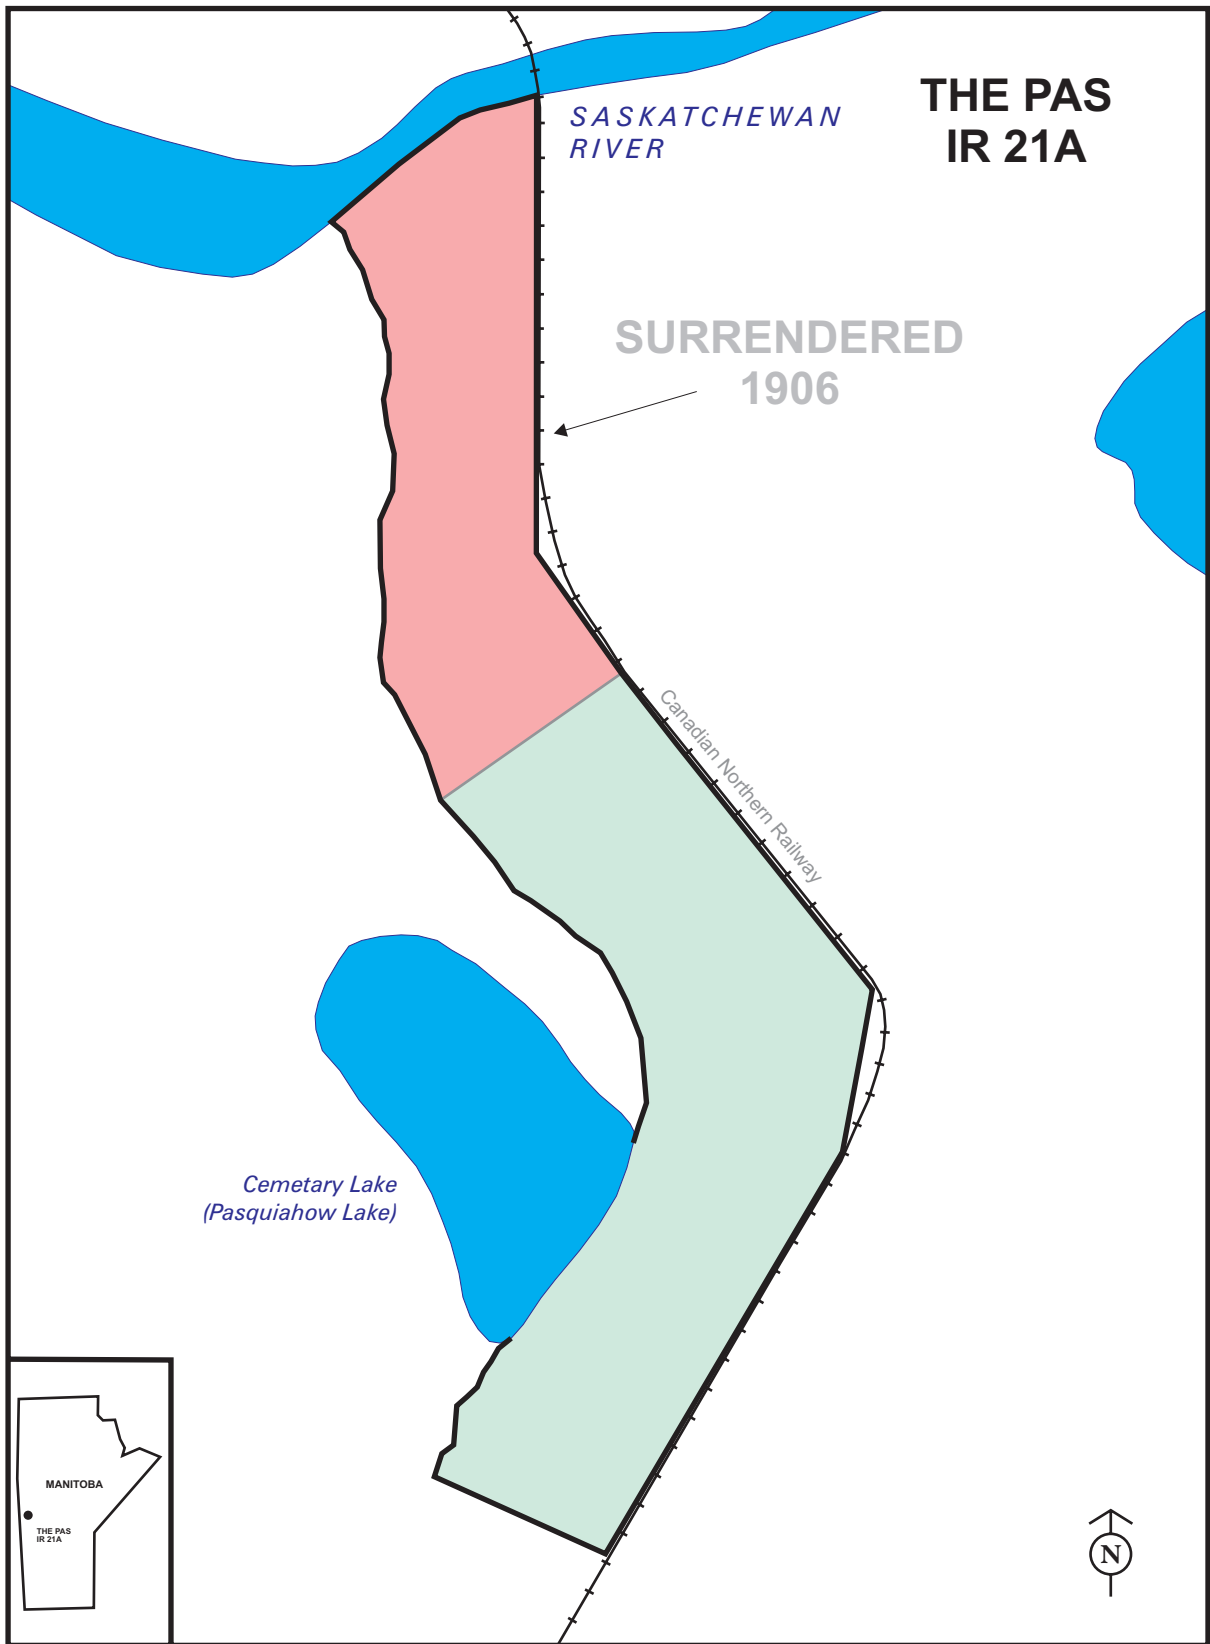 THE PAS
IR 21A
SASKATCHEWAN
RIVER
SURRENDERED
1906
Canadian Northern Railway
Cemetary Lake
(Pasquiahow Lake)
MANITOBA
THE PAS
IR 21A
N